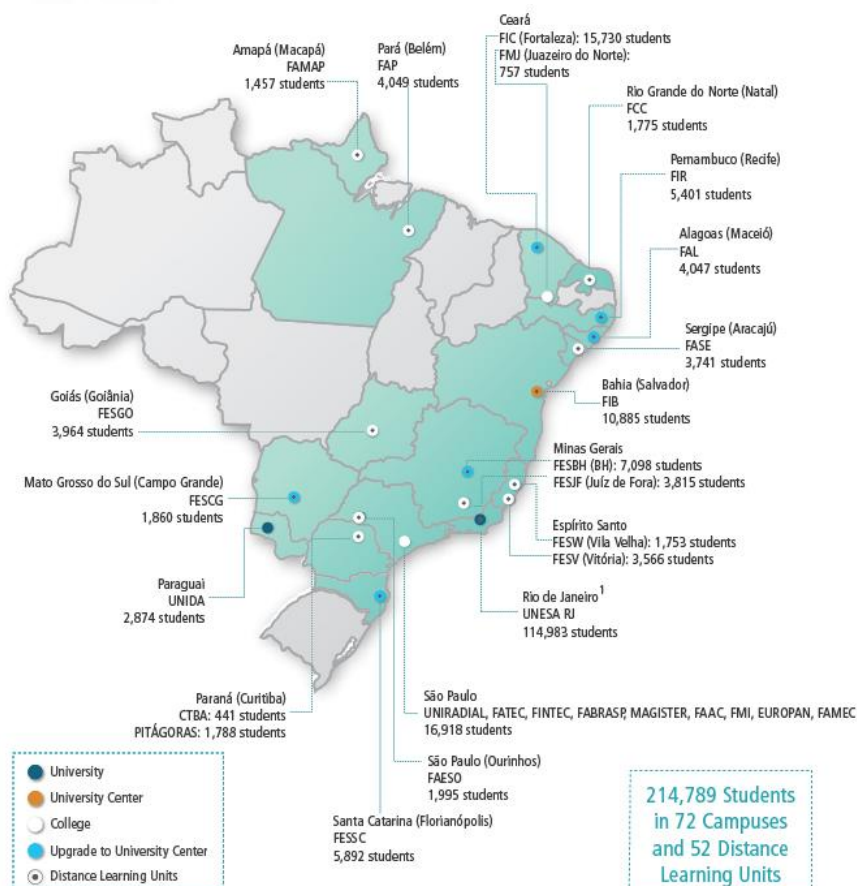 Ceará
FIC (Fortaleza): 15,730 students
FMJ (Juazeiro do Norte):
757 students
Amapá (Macapá)
FAMAP
1,457 students
Pará (Belém)
FAP
4,049 students
Rio Grande do Norte (Natal)
FCC
1,775 students
Pernambuco (Recife)
FIR
5,401 students
Alagoas (Maceió)
FAL
4,047 students
Sergipe (Aracajú)
FASE
3,741 students
Bahia (Salvador)
FIB
10,885 students
Goiás (Goiânia)
FESGO
3,964 students
Minas Gerais
FESBH (BH): 7,098 students
FESJF (Juíz de Fora): 3,815 students
Mato Grosso do Sul (Campo Grande)
FESCG
1,860 students
Espírito Santo
FESW (Vila Velha): 1,753 students
FESV (Vitória): 3,566 students
Paraguai
UNIDA
2,874 students
Rio de Janeiro1
UNESA RJ
114,983 students
Paraná (Curitiba)
CTBA: 441 students
PITÁGORAS: 1,788 students
São Paulo
UNIRADIAL, FATEC, FINTEC, FABRASP, MAGISTER, FAAC, FMI, EUROPAN, FAMEC
16,918 students
São Paulo (Ourinhos)
FAESO
1,995 students
Santa Catarina (Florianópolis)
FESSC
5,892 students
University
University Center
College
Upgrade to University Center
Distance Learning Units
214,789 Students
in 72 Campuses
and 52 Distance
Learning Units